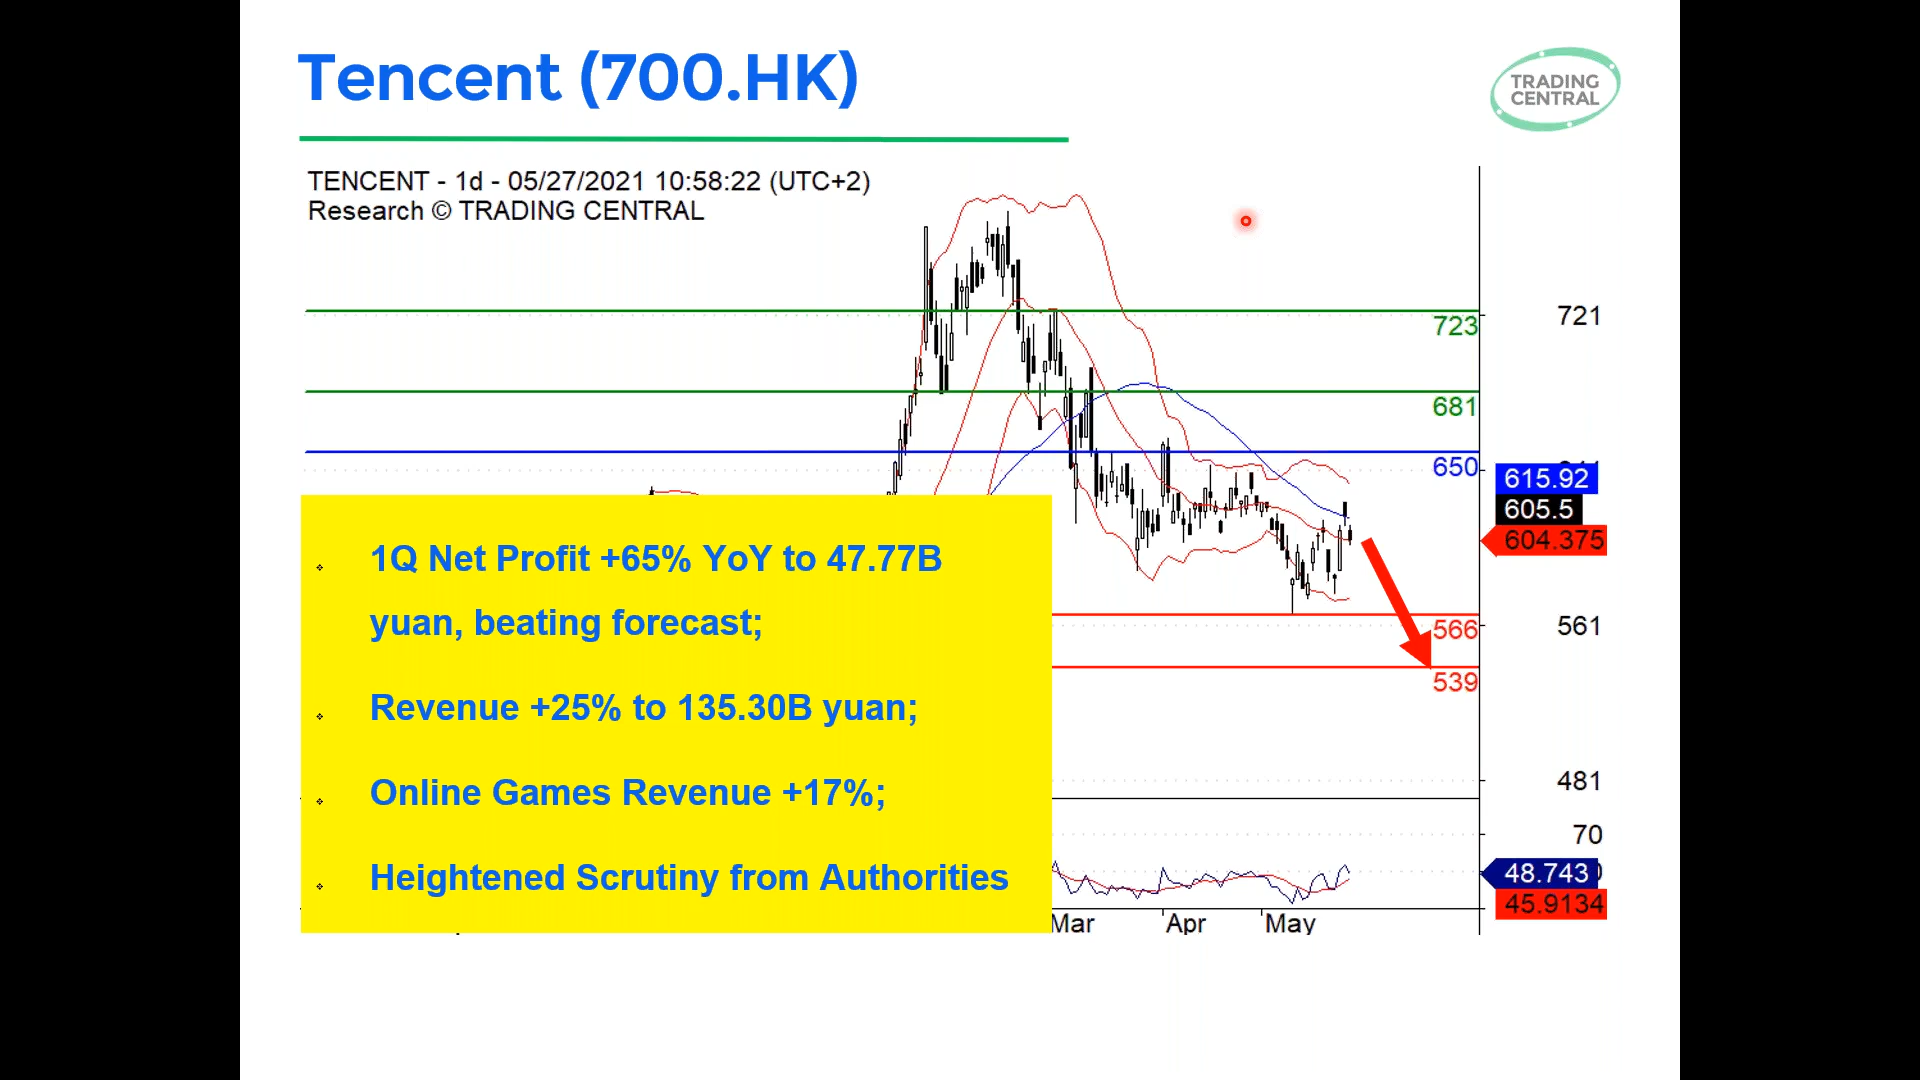 Tencent (700.HK)
TRADING
CENTRAL
TENCENT - 1d - 05/27/2021 10:58:22 (UTC+2)
Research © TRADING CENTRAL
723
721
681
650
615.92
605.5
604.375
566
561
539
481
70
48.743
45.9134
1Q Net Profit +65% YoY to 47.77B
yuan, beating forecast;
Revenue +25% to 135.30B yuan;
Online Games Revenue +17%;
Heightened Scrutiny from Authorities
Mar Apr May